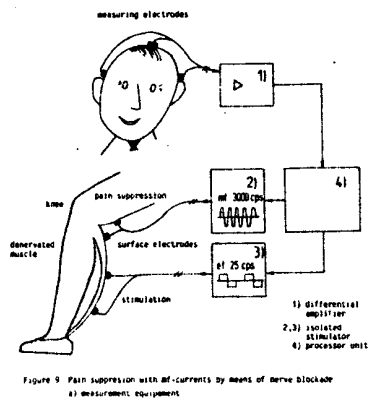 measuring electrodes
1)
2)
mf 3000 cps
4)
knee
pain suppression
denervated
muscle
surface electrodes
3)
ef 25 cps
stimulation
1) differential
amplifier
2,3) isolated
stimulator
4) processor unit
Figure 9 Pain suppresion with mf-currents by means of nerve blockade
a) measurement equipement